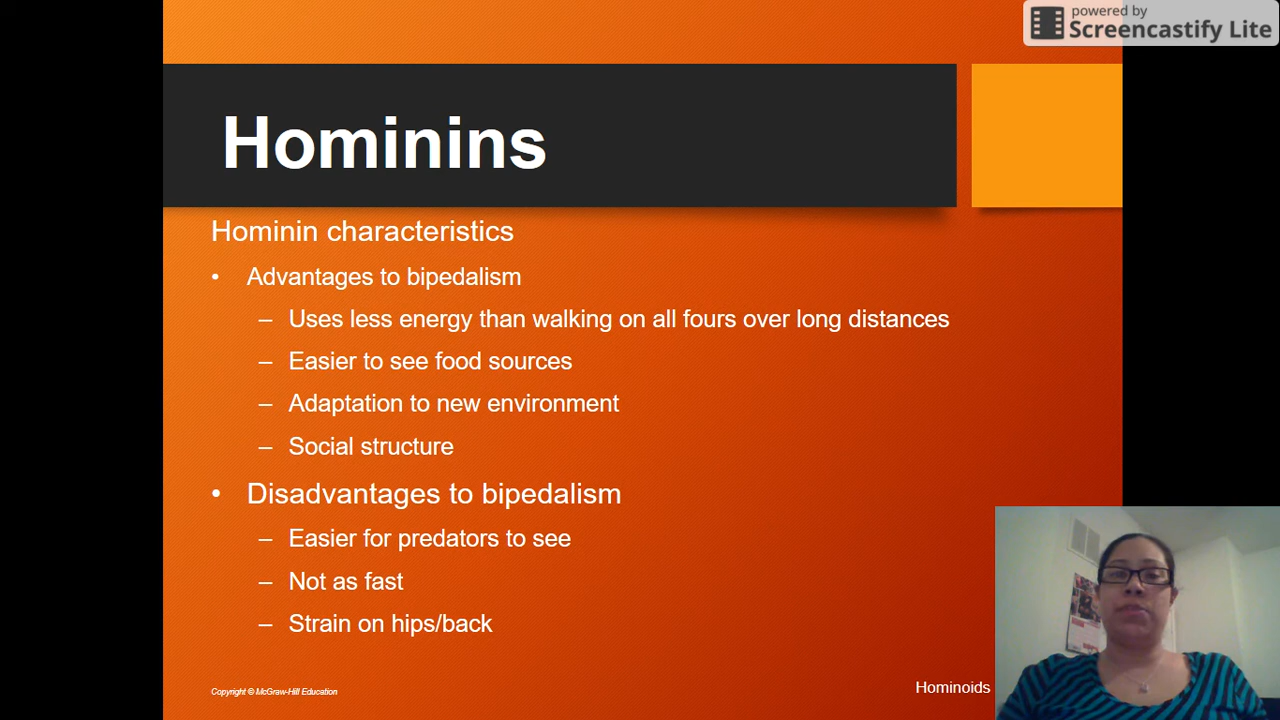 powered by
Screencastify Lite
Hominins
Hominin characteristics
• Advantages to bipedalism
– Uses less energy than walking on all fours over long distances
– Easier to see food sources
– Adaptation to new environment
– Social structure
• Disadvantages to bipedalism
– Easier for predators to see
– Not as fast
– Strain on hips/back
Copyright © McGraw-Hill Education
Hominoids